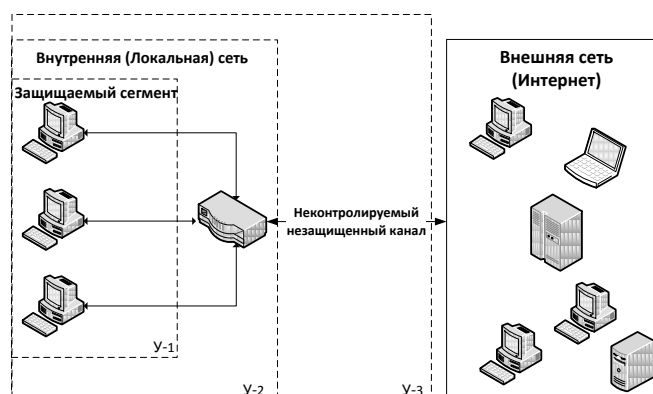 Внутренняя (Локальная) сеть
Защищаемый сегмент
Неконтролируемый
незащищенный канал
Внешняя сеть
(Интернет)
У-1
У-2
У-3